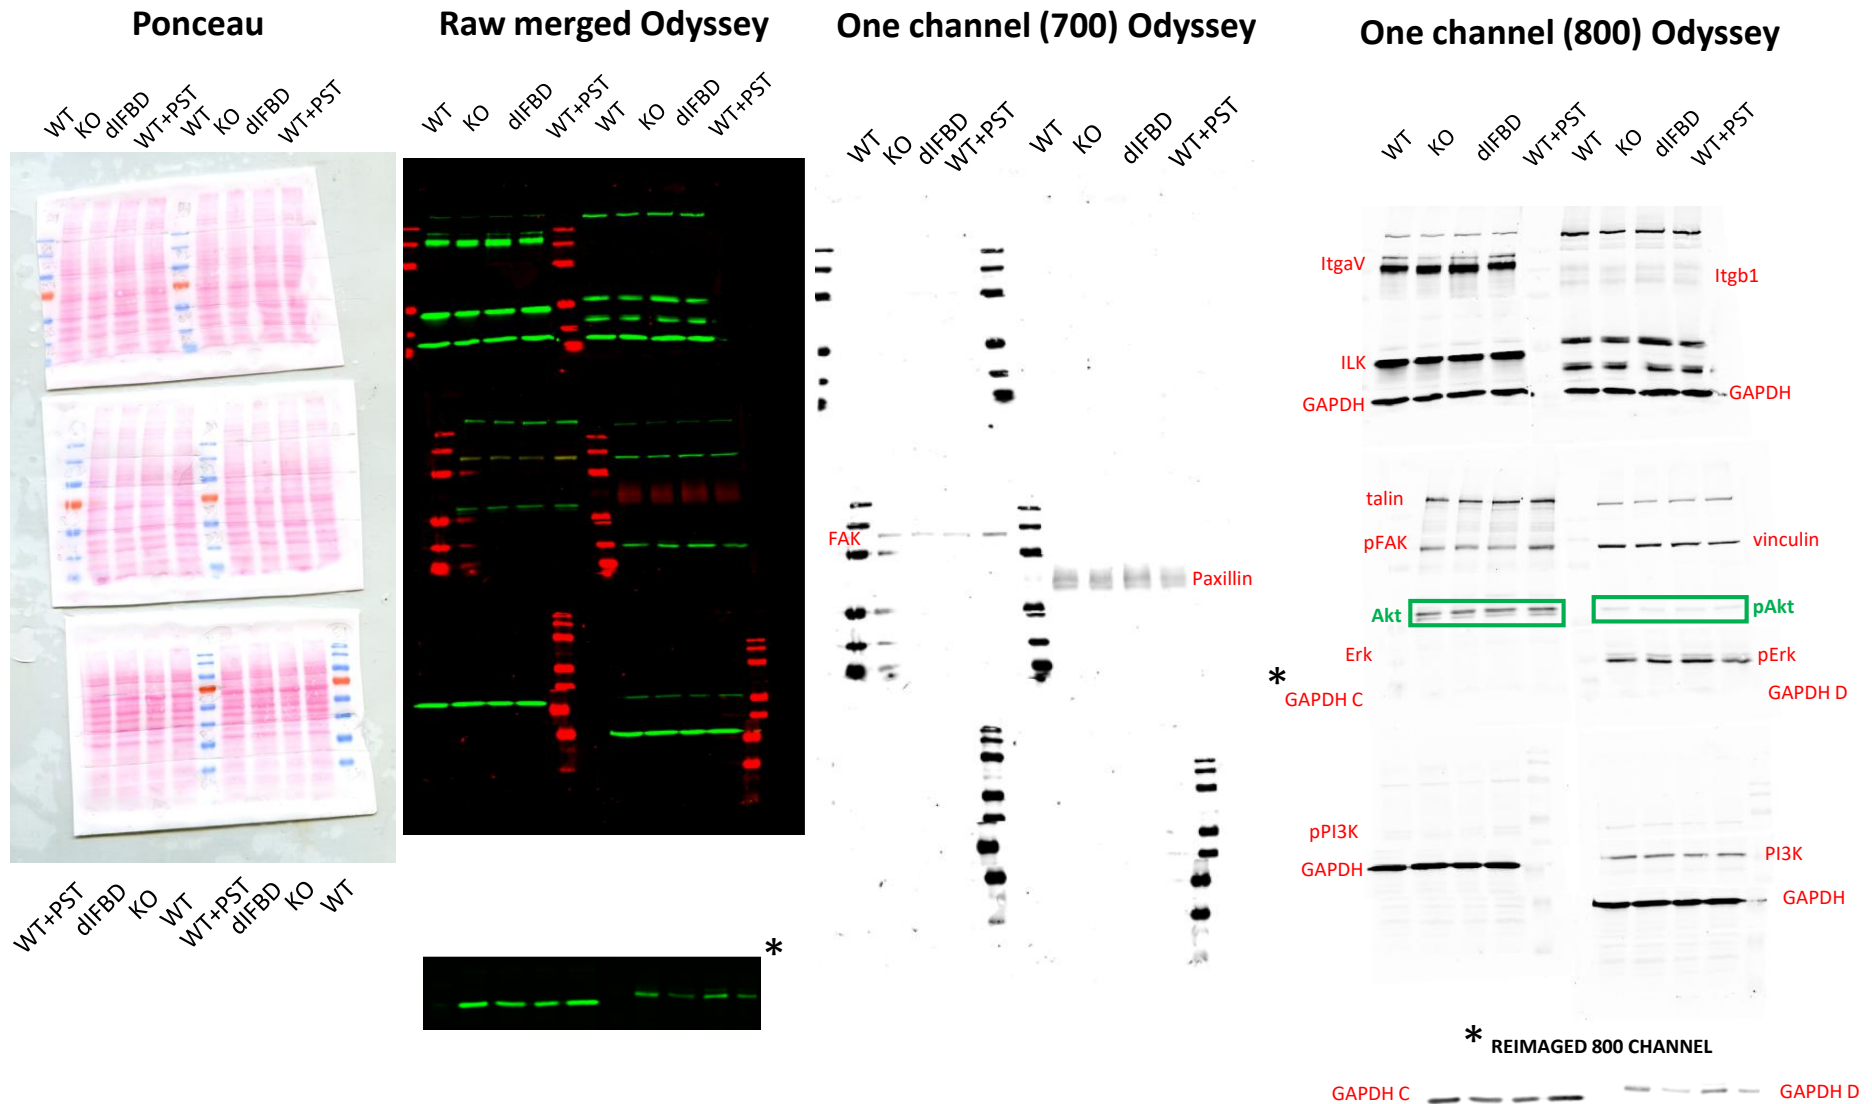 Ponceau
Raw merged Odyssey
One channel (700) Odyssey
One channel (800) Odyssey
WT KO dIFBD WT+PST WT KO dIFBD WT+PST
WT KO dIFBD WT+PST WT KO dIFBD WT+PST
WT KO dIFBD WT+PST WT KO dIFBD WT+PST
WT KO dIFBD WT+PST WT KO dIFBD WT+PST
ItgaV
Itgb1
ILK
GAPDH
GAPDH
talin
pFAK
vinculin
FAK
Paxillin
Akt
pAkt
Erk
pErk
*
GAPDH C
GAPDH D
pPI3K
PI3K
GAPDH
GAPDH
WT+PST dIFBD KO WT WT+PST dIFBD KO WT
*
* REIMAGED 800 CHANNEL
GAPDH C
GAPDH D